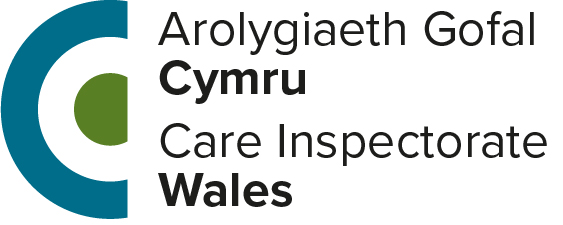 Arolygiaeth Gofal
Cymru
Care Inspectorate
Wales